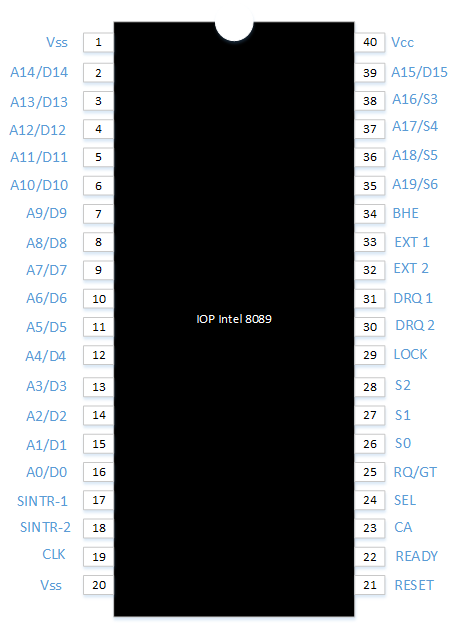 Vss 1 40 Vcc
A14/D14 2 39 A15/D15
A13/D13 3 38 A16/S3
A12/D12 4 37 A17/S4
A11/D11 5 36 A18/S5
A10/D10 6 35 A19/S6
A9/D9 7 34 BHE
A8/D8 8 33 EXT 1
A7/D7 9 32 EXT 2
A6/D6 10 31 DRQ 1
IOP Intel 8089
A5/D5 11 30 DRQ 2
A4/D4 12 29 LOCK
A3/D3 13 28 S2
A2/D2 14 27 S1
A1/D1 15 26 S0
A0/D0 16 25 RQ/GT
SINTR-1 17 24 SEL
SINTR-2 18 23 CA
CLK 19 22 READY
Vss 20 21 RESET